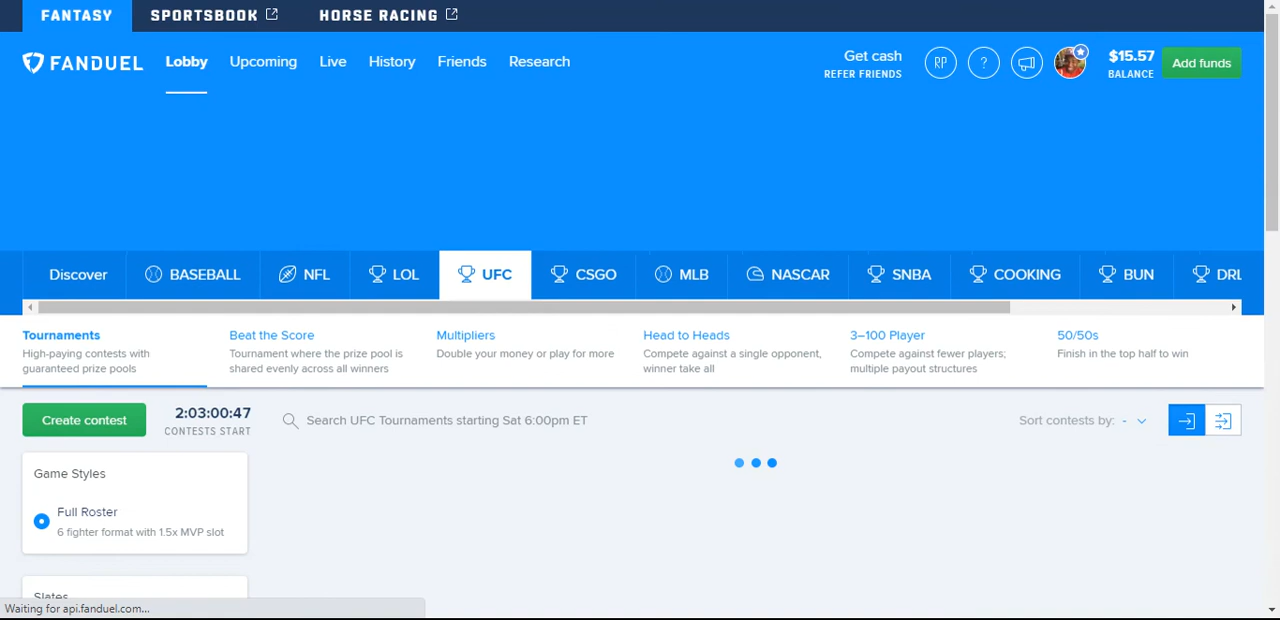 FANTASY SPORTSBOOK HORSE RACING
FANDUEL Lobby Upcoming Live History Friends Research Get cash REFER FRIENDS RP ? $15.57 BALANCE Add funds
Discover BASEBALL NFL LOL UFC CSGO MLB NASCAR SNBA COOKING BUN DRL
Tournaments
High-paying contests with
guaranteed prize pools
Beat the Score
Tournament where the prize pool is
shared evenly across all winners
Multipliers
Double your money or play for more
Head to Heads
Compete against a single opponent,
winner take all
3–100 Player
Compete against fewer players;
multiple payout structures
50/50s
Finish in the top half to win
Create contest
2:03:00:47
CONTESTS START
Search UFC Tournaments starting Sat 6:00pm ET
Sort contests by: -
Game Styles
Full Roster
6 fighter format with 1.5x MVP slot
Slates
Waiting for api.fanduel.com...